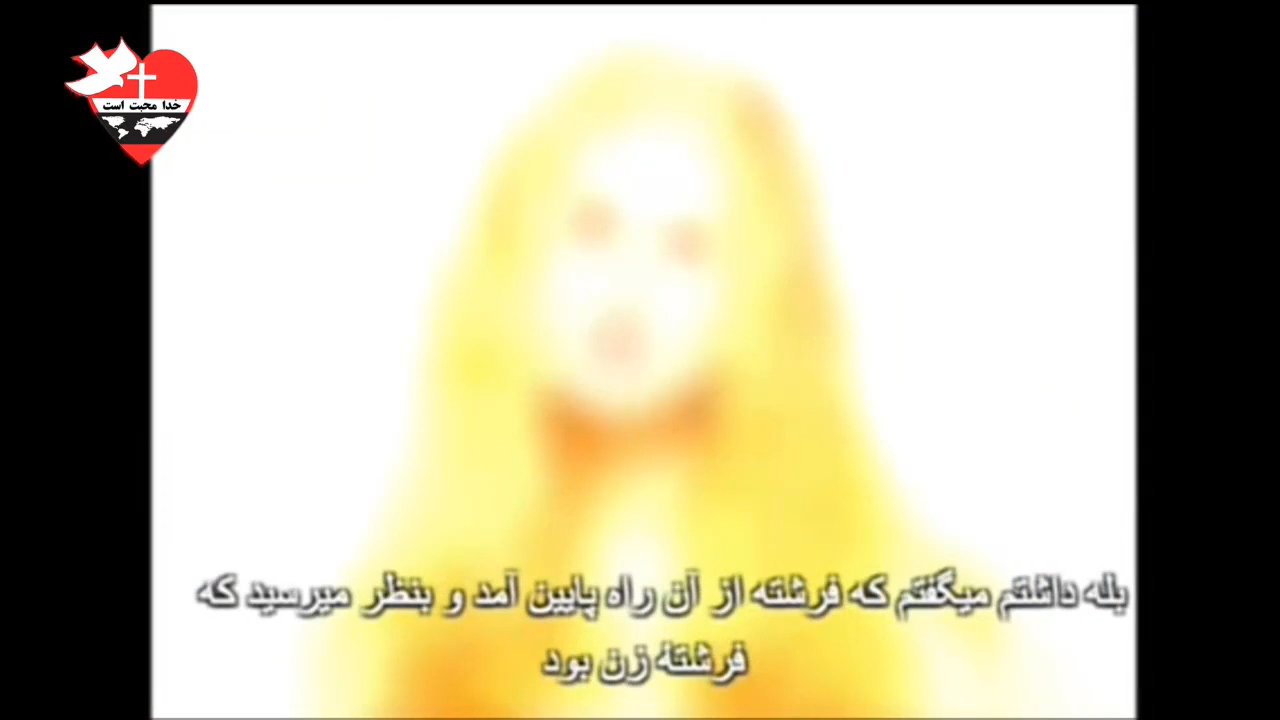 خدا محبت است
بله داشتم میگفتم که فرشته از آن راه پایین آمد و بنظر میرسید که
فرشتهٔ زن بود